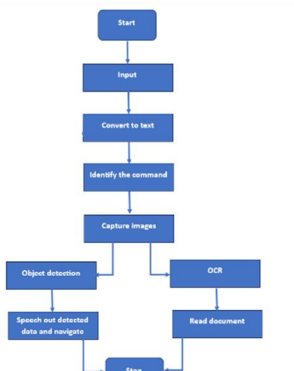 Start
Input
Convert to text
Identify the command
Capture images
Object detection
OCR
Speech out detected
data and navigate
Read document
Stop